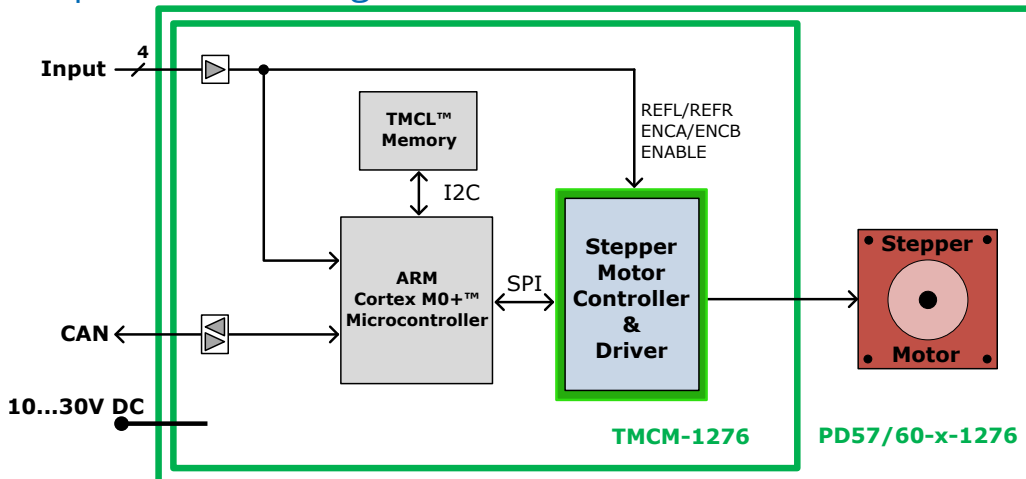 4
Input
REFL/REFR
ENCA/ENCB
ENABLE
TMCL™
Memory
I2C
Stepper
Motor
Controller
&
Driver
ARM
Cortex M0+™
Microcontroller
SPI
Stepper
Motor
CAN
10...30V DC
TMCM-1276
PD57/60-x-1276